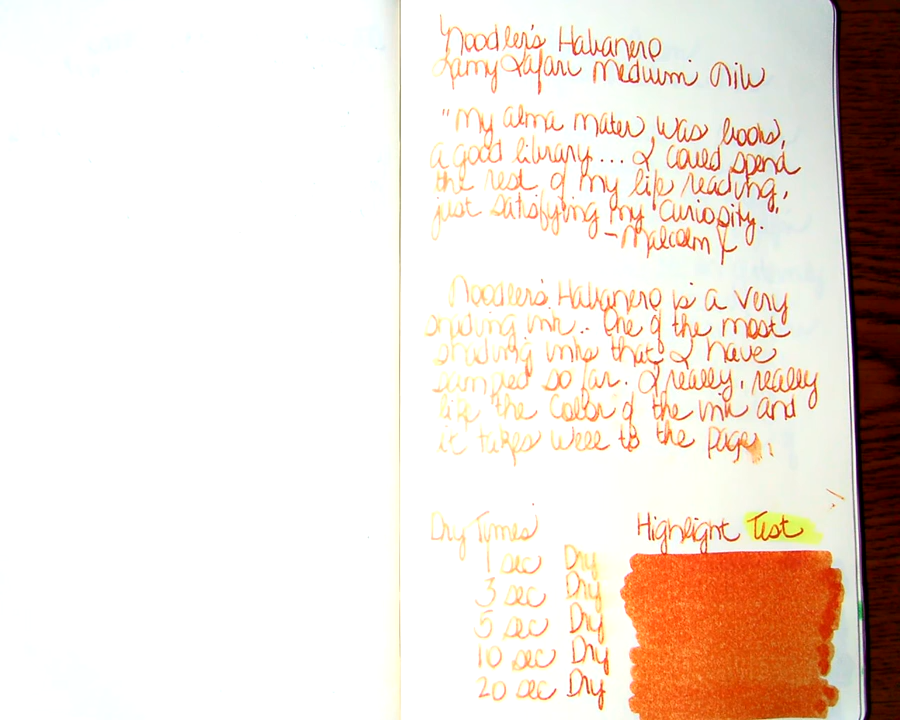 Noodler's Habanero
Lamy Safari Medium Nib
"My alma mater was books,
a good library... I could spend
the rest of my life reading,
just satisfying my curiosity."
- Malcolm X
Noodler's Habanero is a very
shading ink.. One of the most
shading inks that I have
sampled so far. I really, really
like the color of the ink and
it takes well to the page.
Dry Times
Highlight Test
1 sec Dry
3 sec Dry
5 sec Dry
10 sec Dry
20 sec Dry